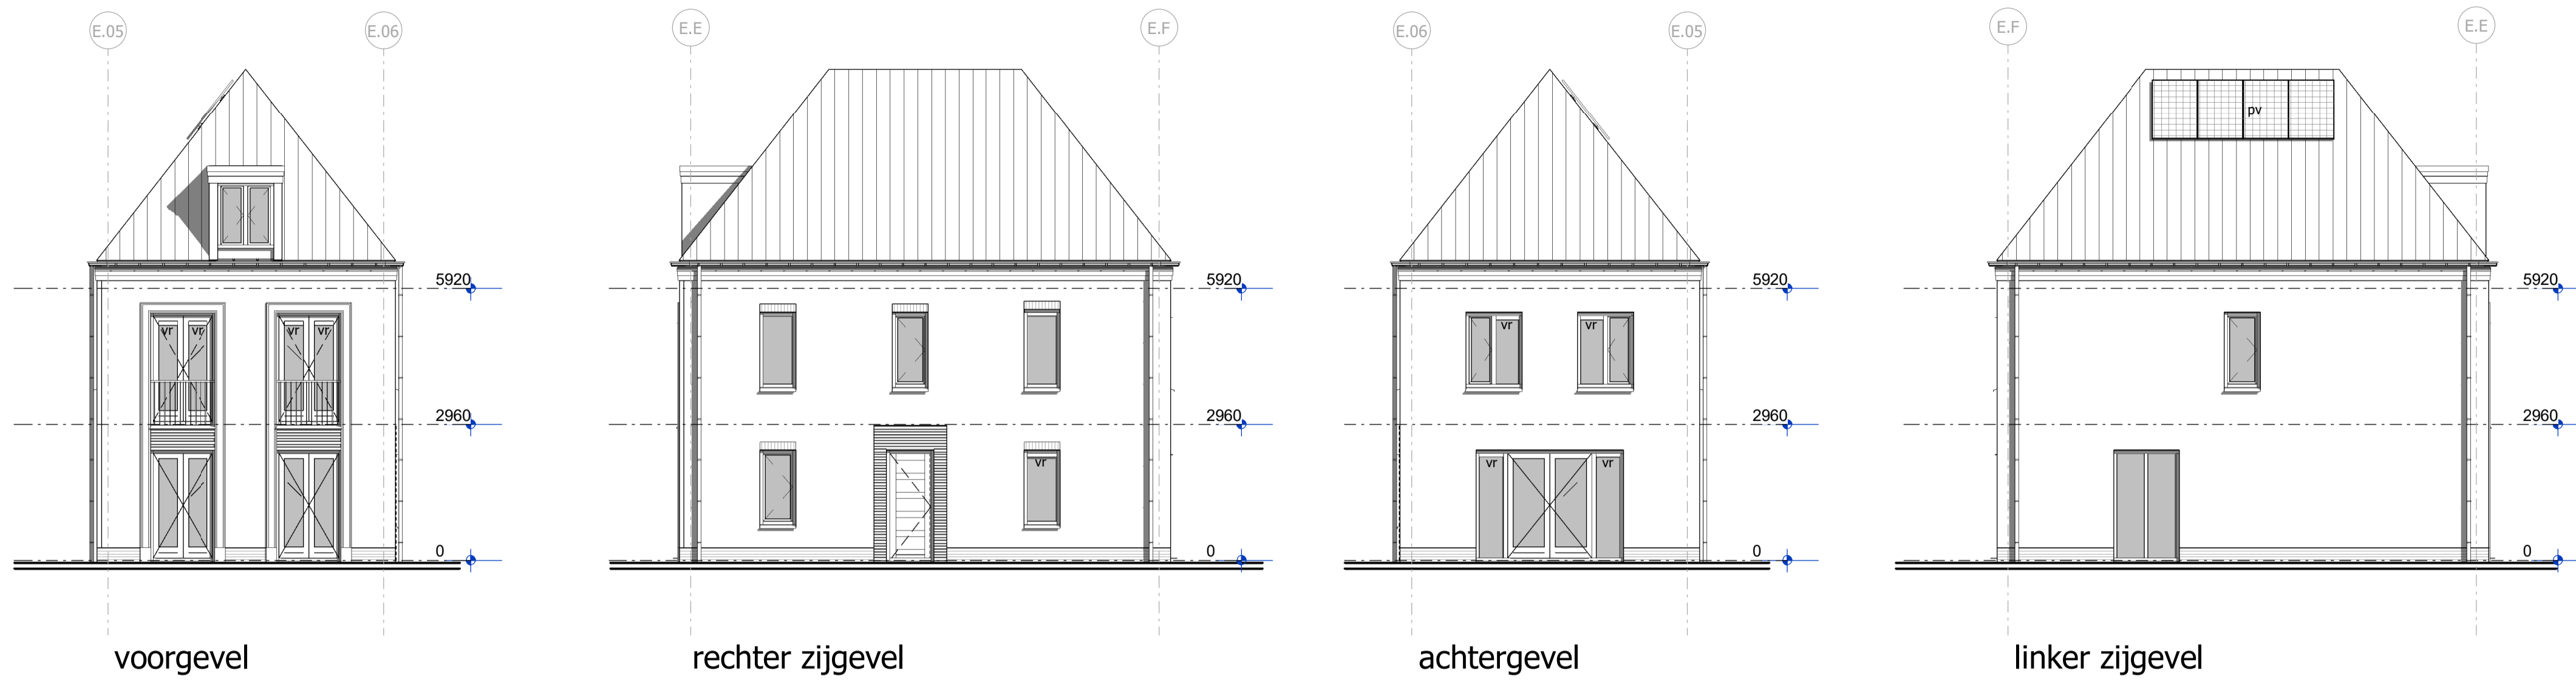 E.05 E.06
5920
vr vr vr vr
2960
0
voorgevel
E.E E.F
5920
2960
vr
0
rechter zijgevel
E.06 E.05
5920
vr vr
2960
vr vr
0
achtergevel
E.F E.E
pv
5920
2960
0
linker zijgevel